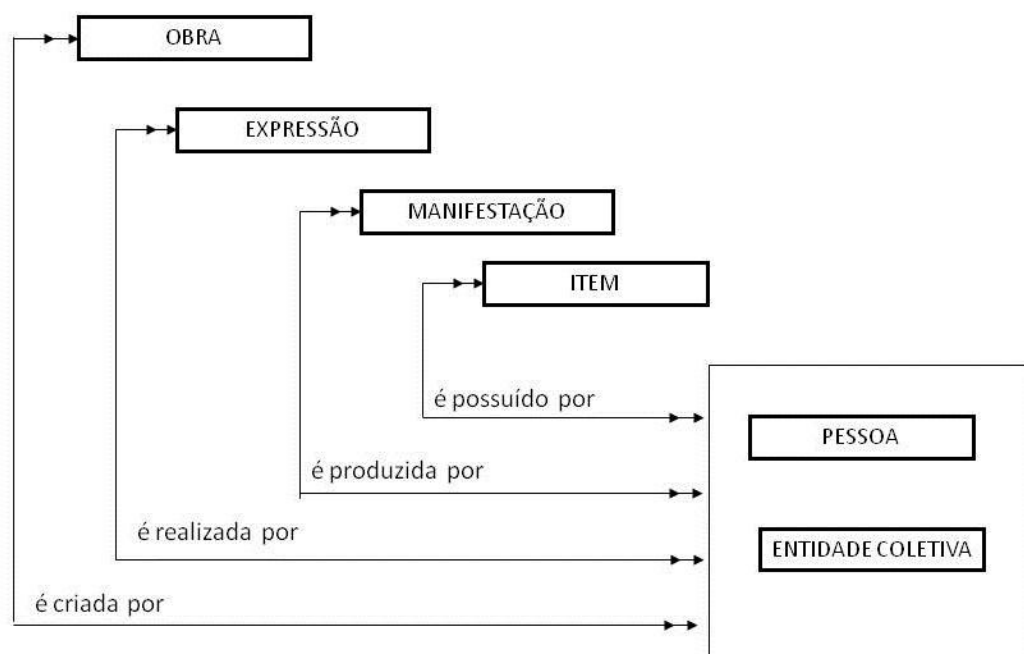 OBRA
EXPRESSÃO
MANIFESTAÇÃO
ITEM
é possuído por
PESSOA
é produzida por
é realizada por
ENTIDADE COLETIVA
é criada por